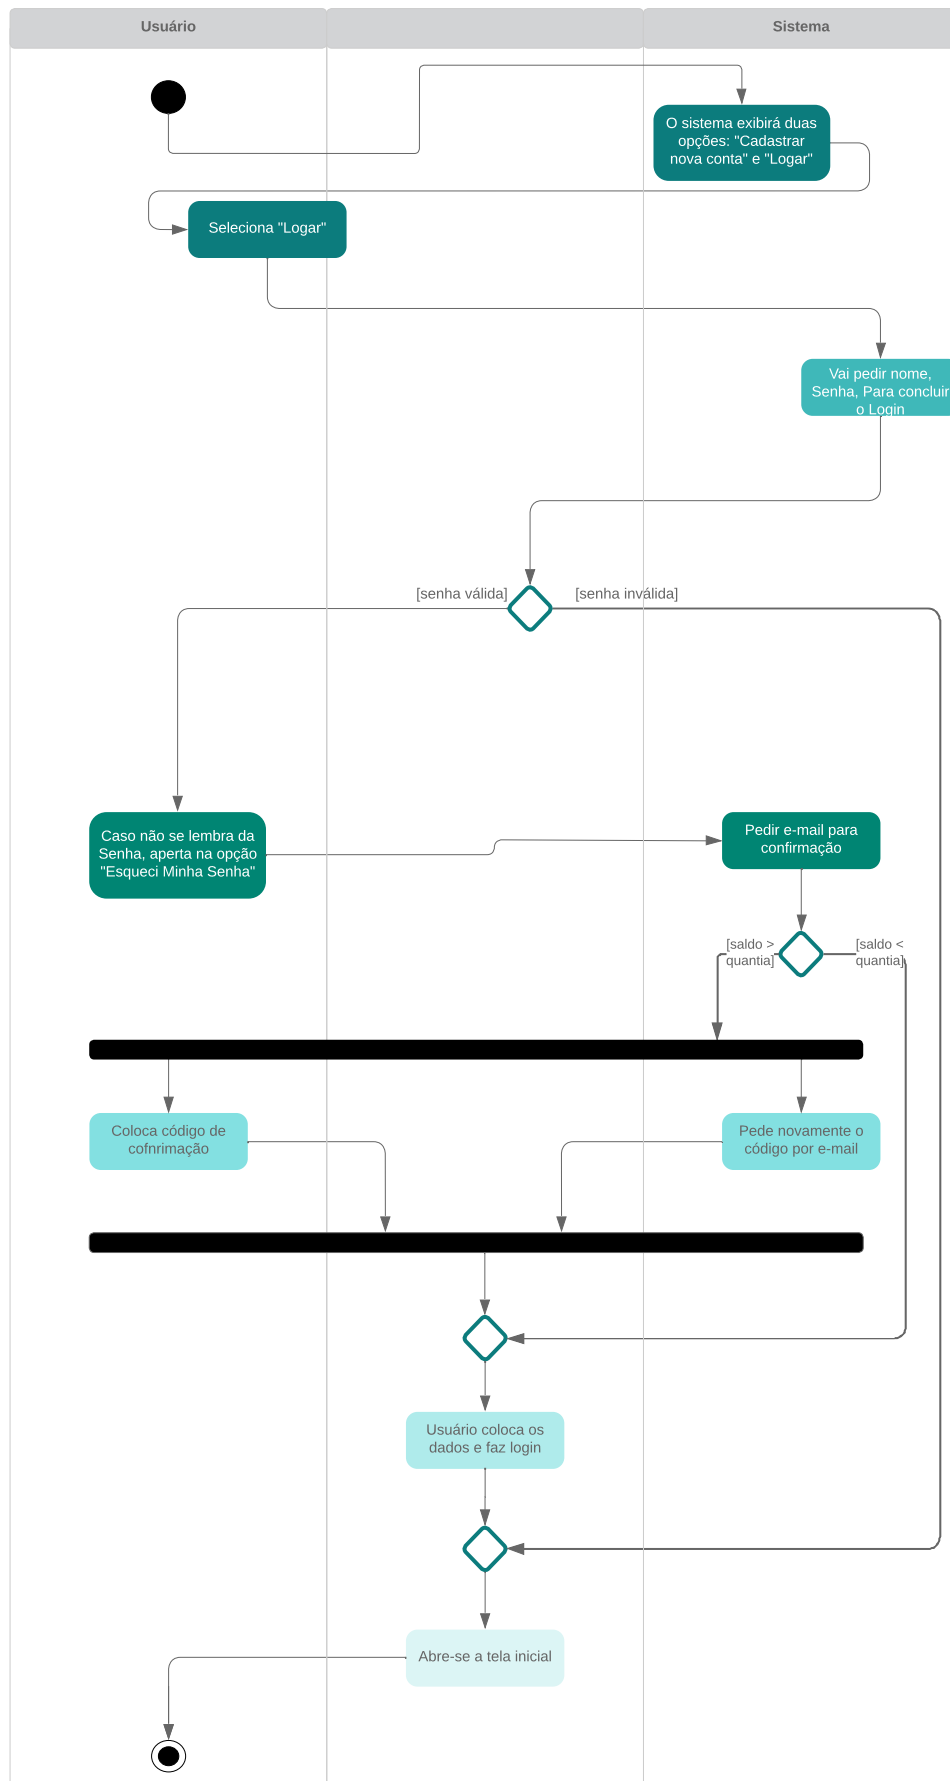 Usuário
Sistema
O sistema exibirá duas
opções: "Cadastrar
nova conta" e "Logar"
Seleciona "Logar"
Vai pedir nome,
Senha, Para concluir
o Login
[senha válida]
[senha inválida]
Caso não se lembra da
Senha, aperta na opção
"Esqueci Minha Senha"
Pedir e-mail para
confirmação
[saldo >
quantia]
[saldo <
quantia]
Coloca código de
cofnrimação
Pede novamente o
código por e-mail
Usuário coloca os
dados e faz login
Abre-se a tela inicial